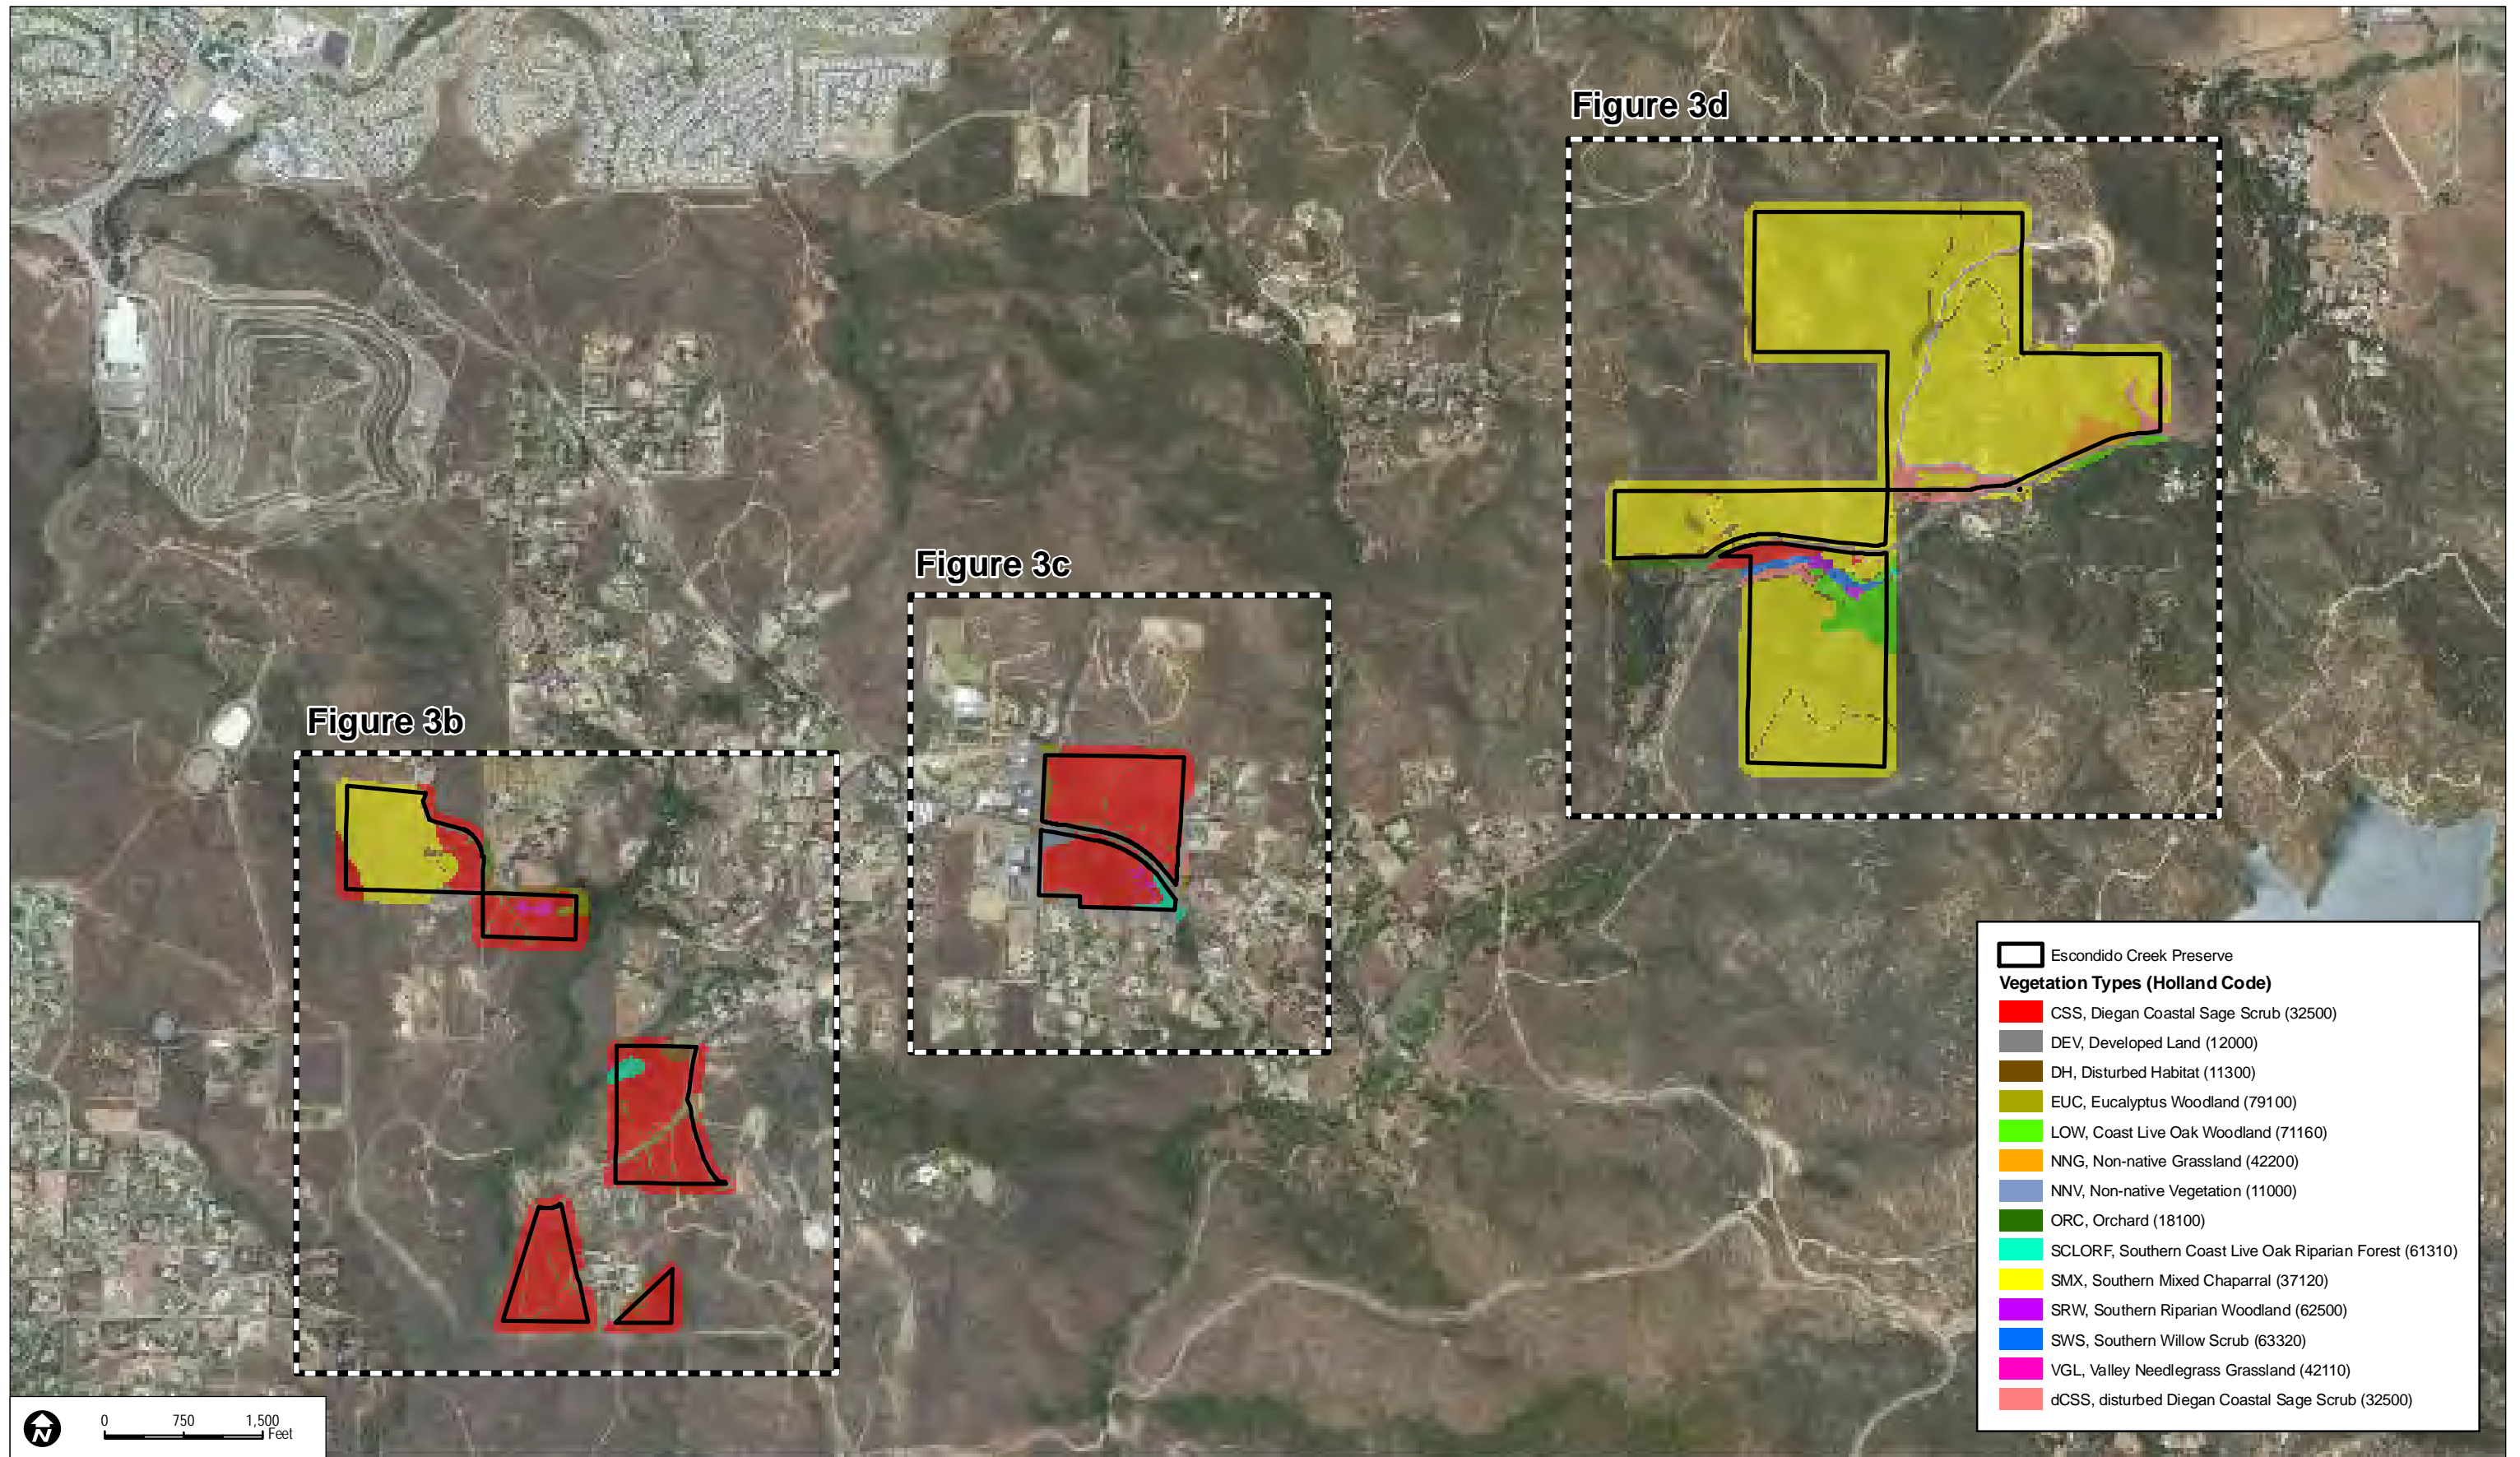 Figure 3d
Figure 3c
Figure 3b
Escondido Creek Preserve
Vegetation Types (Holland Code)
CSS, Diegan Coastal Sage Scrub (32500)
DEV, Developed Land (12000)
DH, Disturbed Habitat (11300)
EUC, Eucalyptus Woodland (79100)
LOW, Coast Live Oak Woodland (71160)
NNG, Non-native Grassland (42200)
NNV, Non-native Vegetation (11000)
ORC, Orchard (18100)
SCLORF, Southern Coast Live Oak Riparian Forest (61310)
SMX, Southern Mixed Chaparral (37120)
SRW, Southern Riparian Woodland (62500)
SWS, Southern Willow Scrub (63320)
VGL, Valley Needlegrass Grassland (42110)
dCSS, disturbed Diegan Coastal Sage Scrub (32500)
N
0 750 1,500
Feet